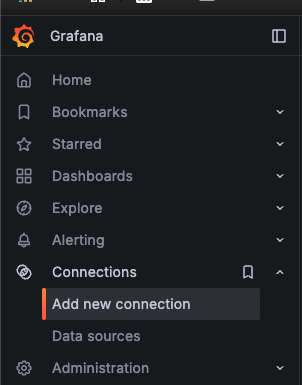 Grafana
Home
Bookmarks
Starred
Dashboards
Explore
Alerting
Connections
Add new connection
Data sources
Administration